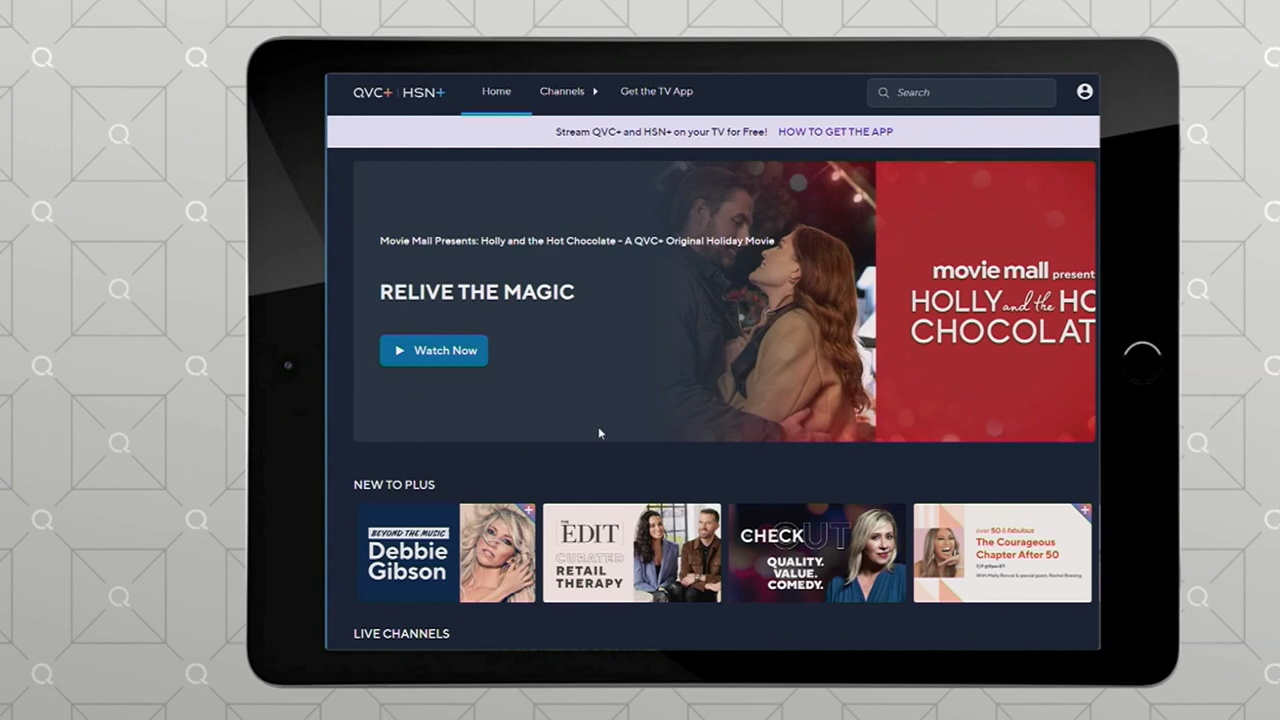 QVC+ | HSN+
Home
Channels
Get the TV App
Search
Stream QVC+ and HSN+ on your TV for Free! HOW TO GET THE APP
Movie Mall Presents: Holly and the Hot Chocolate - A QVC+ Original Holiday Movie
RELIVE THE MAGIC
Watch Now
movie mall present
HOLLY and the HO
CHOCOLAT
NEW TO PLUS
BEYOND THE MUSIC
Debbie
Gibson
THE
EDIT
CURATED
RETAIL
THERAPY
CHECK OUT
QUALITY.
VALUE.
COMEDY.
over 50 & fabulous
The Courageous
Chapter After 50
LIVE CHANNELS